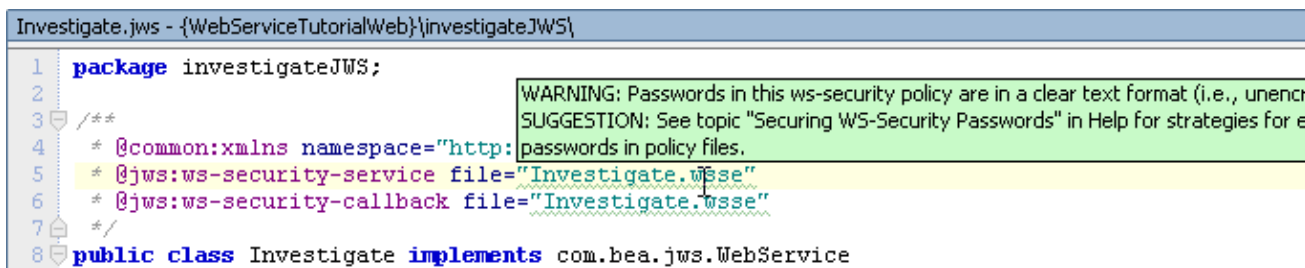 Investigate.jws - {WebServiceTutorialWeb}\investigateJWS\
1 package investigateJWS;
2
WARNING: Passwords in this ws-security policy are in a clear text format (i.e., unencr
SUGGESTION: See topic "Securing WS-Security Passwords" in Help for strategies for e
passwords in policy files.
3 /**
4 * @common:xmlns namespace="http:
5 * @jws:ws-security-service file="Investigate.wsse"
6 * @jws:ws-security-callback file="Investigate.wsse"
7 */
8 public class Investigate implements com.bea.jws.WebService